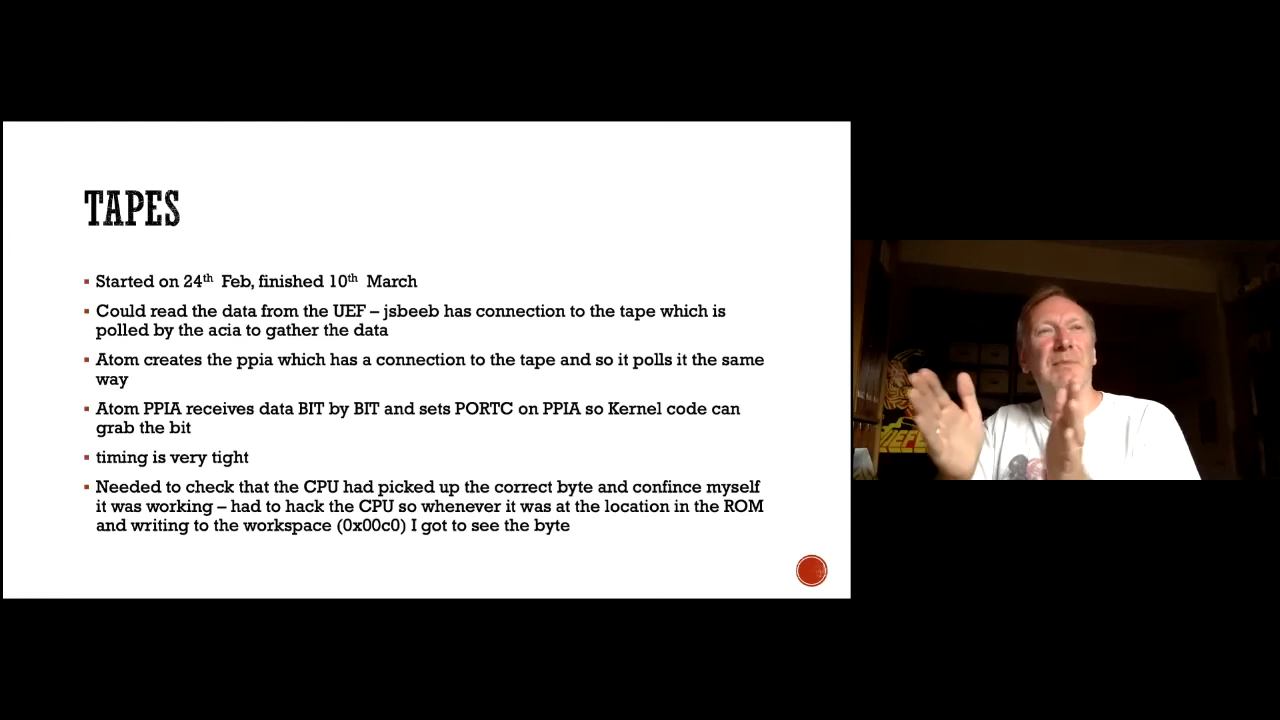 TAPES
Started on 24th Feb, finished 10th March
Could read the data from the UEF – jsbeeb has connection to the tape which is
polled by the acia to gather the data
Atom creates the ppia which has a connection to the tape and so it polls it the same
way
Atom PPIA receives data BIT by BIT and sets PORTC on PPIA so Kernel code can
grab the bit
timing is very tight
Needed to check that the CPU had picked up the correct byte and confince myself
it was working – had to hack the CPU so whenever it was at the location in the ROM
and writing to the workspace (0x00c0) I got to see the byte